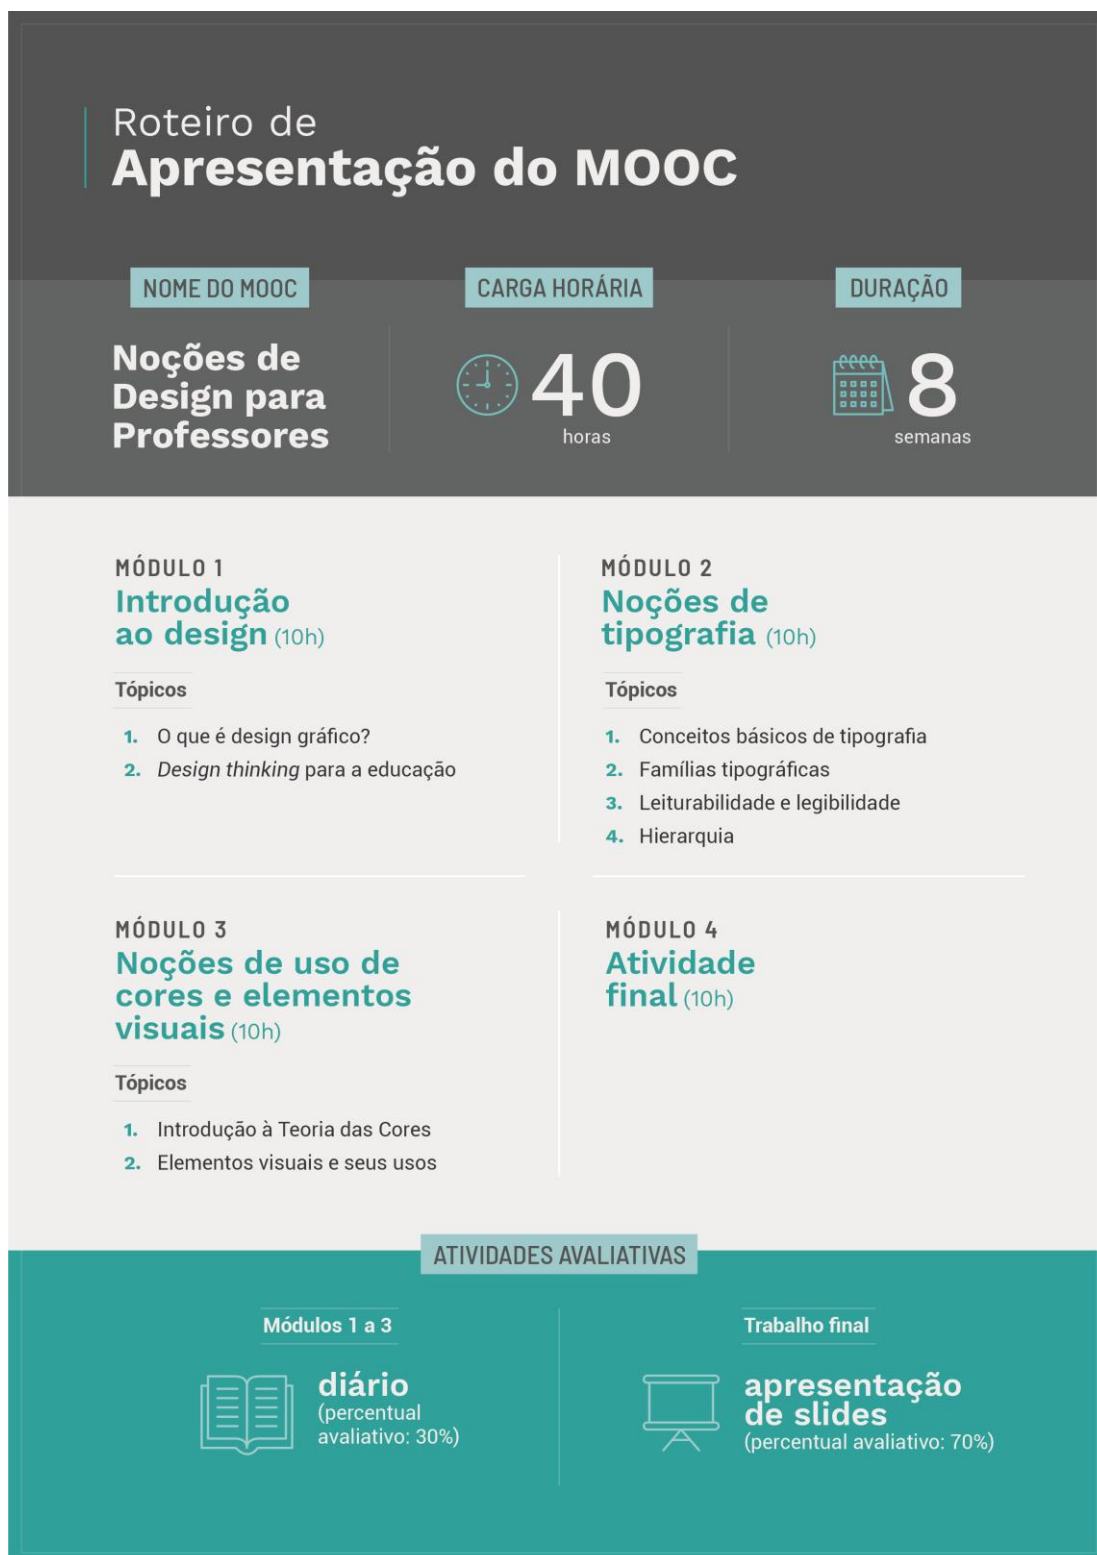 Roteiro de
Apresentação do MOOC
NOME DO MOOC
Noções de
Design para
Professores
CARGA HORÁRIA
40
horas
DURAÇÃO
8
semanas
MÓDULO 1
Introdução
ao design (10h)
Tópicos
1. O que é design gráfico?
2. Design thinking para a educação
MÓDULO 2
Noções de
tipografia (10h)
Tópicos
1. Conceitos básicos de tipografia
2. Famílias tipográficas
3. Leiturabilidade e legibilidade
4. Hierarquia
MÓDULO 3
Noções de uso de
cores e elementos
visuais (10h)
Tópicos
1. Introdução à Teoria das Cores
2. Elementos visuais e seus usos
MÓDULO 4
Atividade
final (10h)
ATIVIDADES AVALIATIVAS
Módulos 1 a 3
diário
(percentual
avaliativo: 30%)
Trabalho final
apresentação
de slides
(percentual avaliativo: 70%)